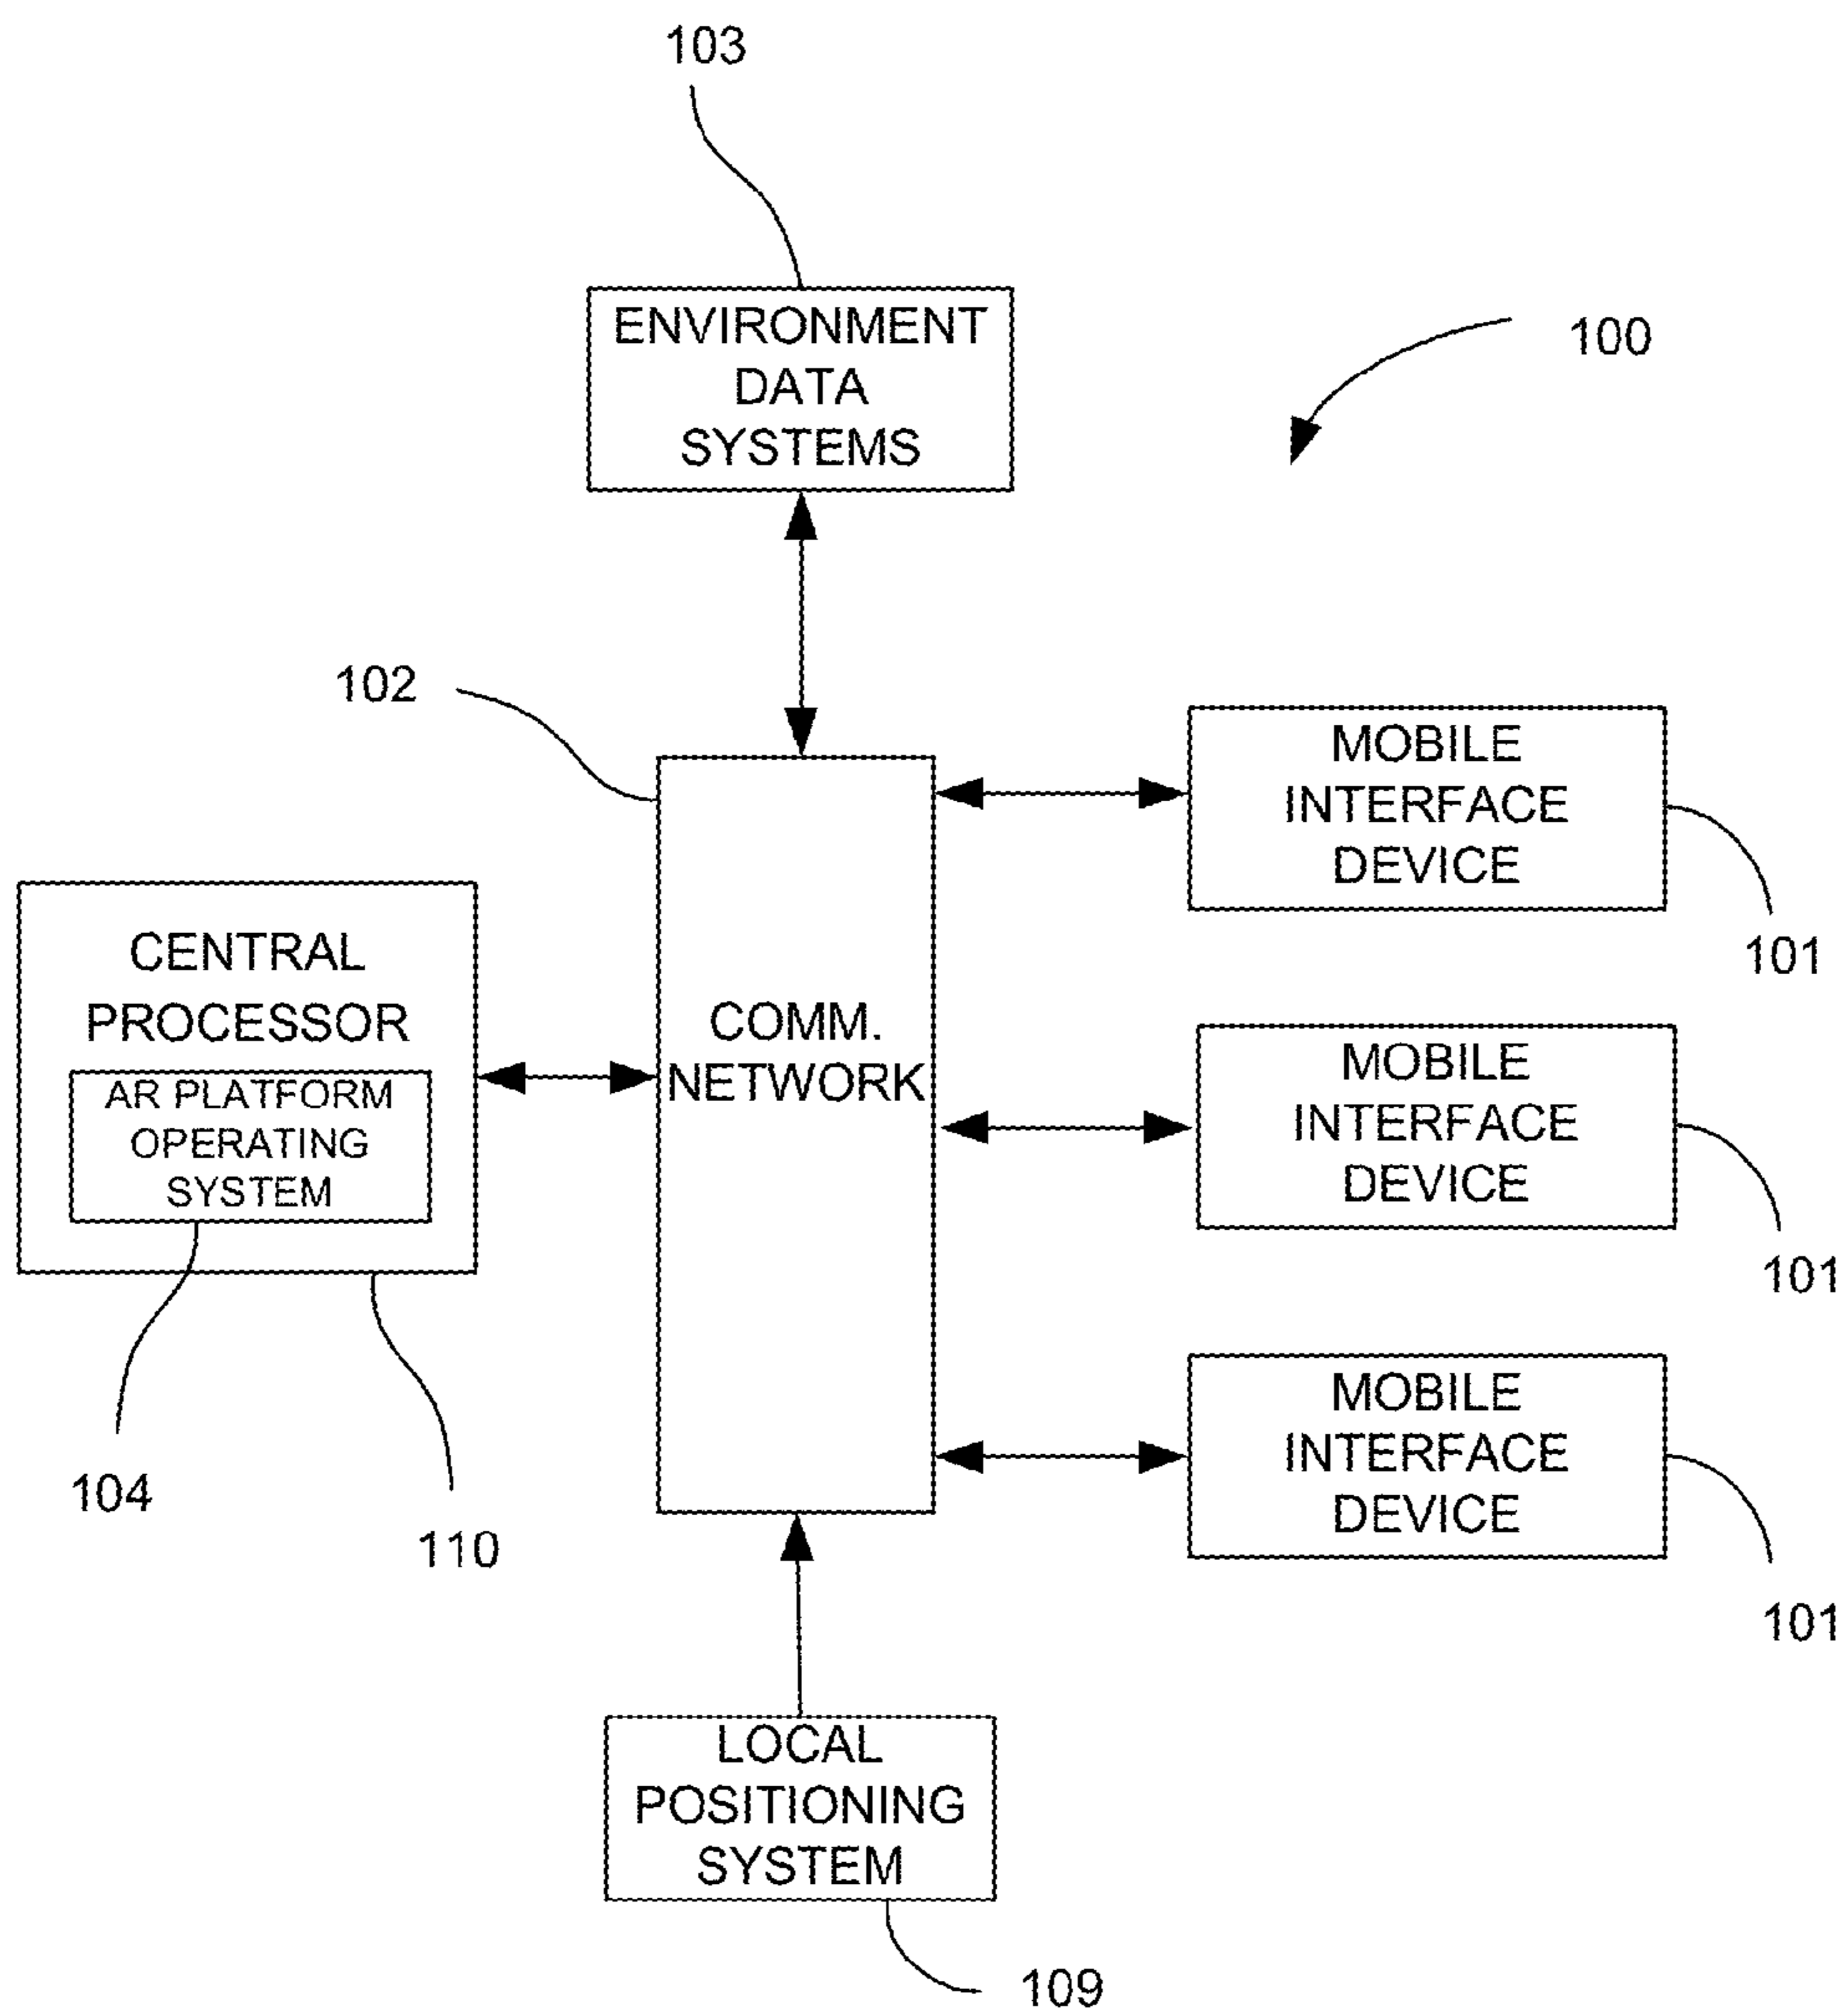 103
ENVIRONMENT
DATA
SYSTEMS
100
102
MOBILE
INTERFACE
DEVICE
101
CENTRAL
PROCESSOR
AR PLATFORM
OPERATING
SYSTEM
104
110
COMM.
NETWORK
MOBILE
INTERFACE
DEVICE
101
MOBILE
INTERFACE
DEVICE
101
LOCAL
POSITIONING
SYSTEM
109